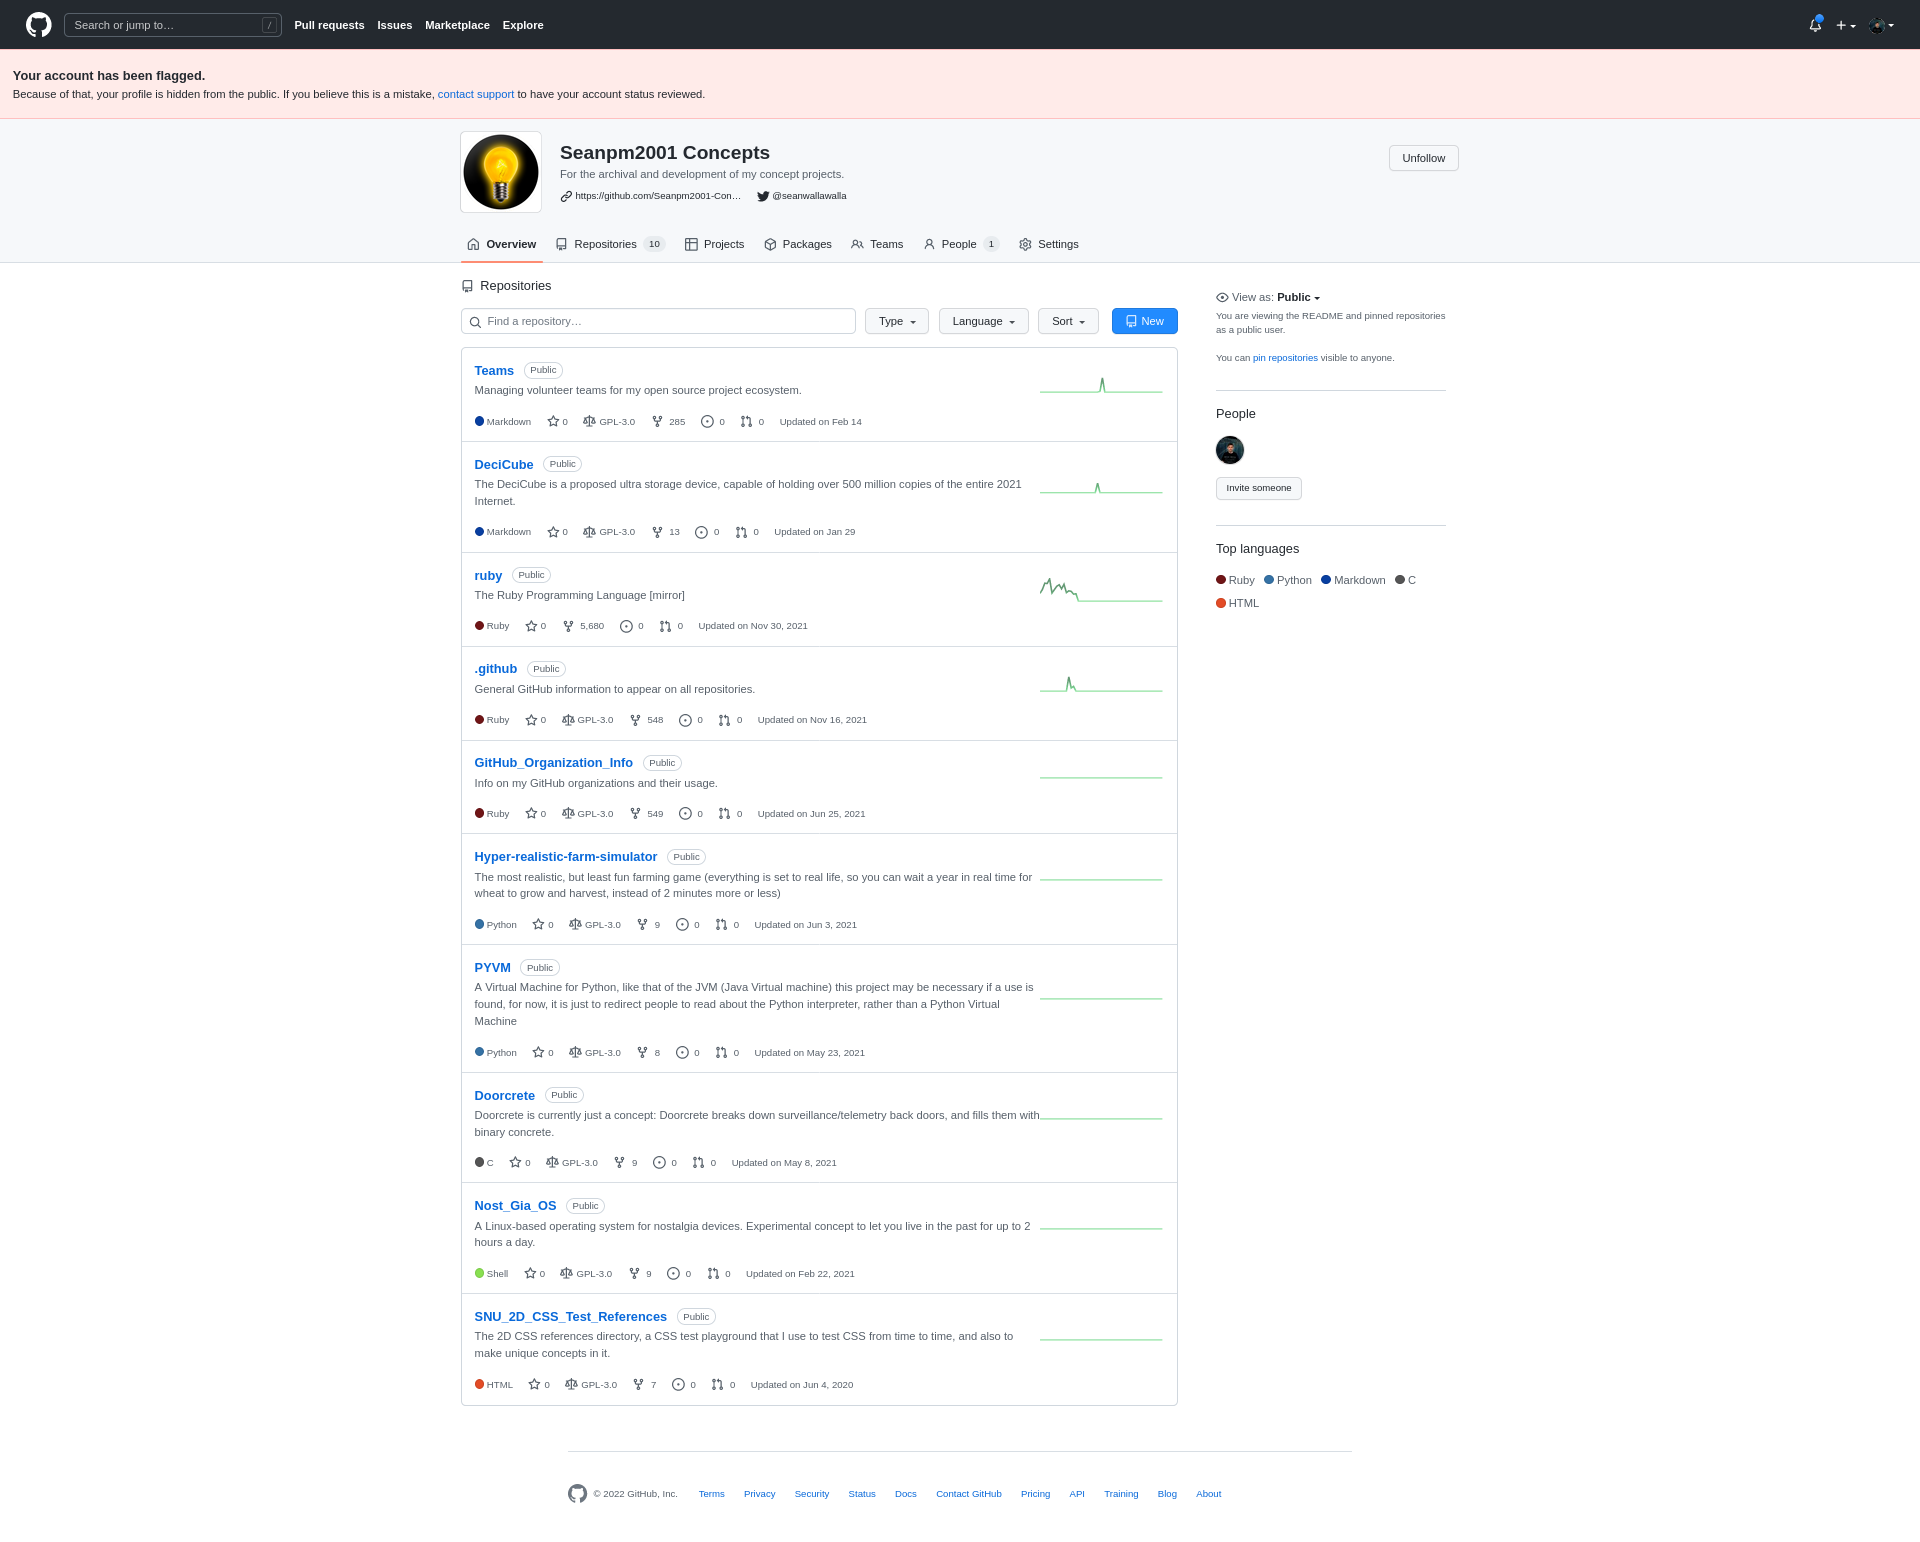 Search or jump to…
/
Pull requests Issues Marketplace Explore
Your account has been flagged.
Because of that, your profile is hidden from the public. If you believe this is a mistake, contact support to have your account status reviewed.
Seanpm2001 Concepts
Unfollow
For the archival and development of my concept projects.
https://github.com/Seanpm2001-Con… @seanwallawalla
Overview Repositories 10 Projects Packages Teams People 1 Settings
Repositories
Find a repository…
Type Language Sort New
Teams Public
Managing volunteer teams for my open source project ecosystem.
Markdown 0 GPL-3.0 285 0 0 Updated on Feb 14
DeciCube Public
The DeciCube is a proposed ultra storage device, capable of holding over 500 million copies of the entire 2021
Internet.
Markdown 0 GPL-3.0 13 0 0 Updated on Jan 29
ruby Public
The Ruby Programming Language [mirror]
Ruby 0 5,680 0 0 Updated on Nov 30, 2021
.github Public
General GitHub information to appear on all repositories.
Ruby 0 GPL-3.0 548 0 0 Updated on Nov 16, 2021
GitHub_Organization_Info Public
Info on my GitHub organizations and their usage.
Ruby 0 GPL-3.0 549 0 0 Updated on Jun 25, 2021
Hyper-realistic-farm-simulator Public
The most realistic, but least fun farming game (everything is set to real life, so you can wait a year in real time for
wheat to grow and harvest, instead of 2 minutes more or less)
Python 0 GPL-3.0 9 0 0 Updated on Jun 3, 2021
PYVM Public
A Virtual Machine for Python, like that of the JVM (Java Virtual machine) this project may be necessary if a use is
found, for now, it is just to redirect people to read about the Python interpreter, rather than a Python Virtual
Machine
Python 0 GPL-3.0 8 0 0 Updated on May 23, 2021
Doorcrete Public
Doorcrete is currently just a concept: Doorcrete breaks down surveillance/telemetry back doors, and fills them with
binary concrete.
C 0 GPL-3.0 9 0 0 Updated on May 8, 2021
Nost_Gia_OS Public
A Linux-based operating system for nostalgia devices. Experimental concept to let you live in the past for up to 2
hours a day.
Shell 0 GPL-3.0 9 0 0 Updated on Feb 22, 2021
SNU_2D_CSS_Test_References Public
The 2D CSS references directory, a CSS test playground that I use to test CSS from time to time, and also to
make unique concepts in it.
HTML 0 GPL-3.0 7 0 0 Updated on Jun 4, 2020
View as: Public
You are viewing the README and pinned repositories
as a public user.
You can pin repositories visible to anyone.
People
Invite someone
Top languages
Ruby Python Markdown C
HTML
© 2022 GitHub, Inc. Terms Privacy Security Status Docs Contact GitHub Pricing API Training Blog About